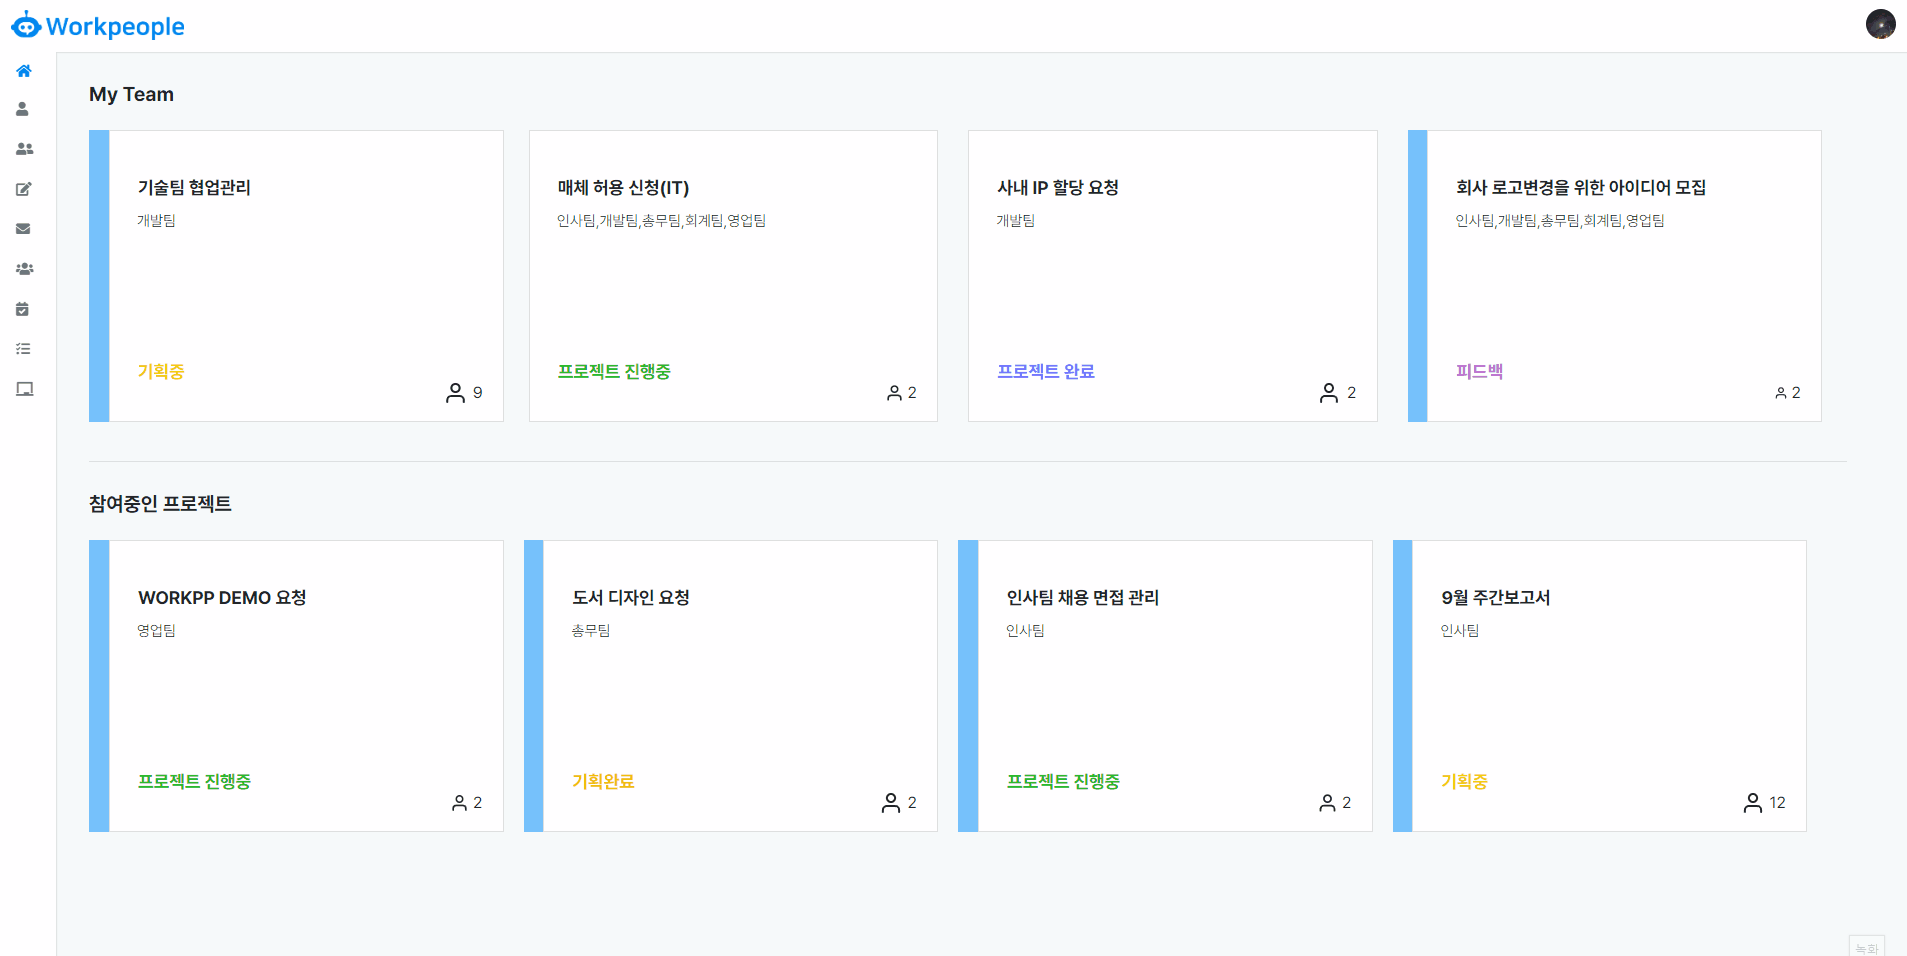 Workpeople
My Team
기술팀 협업관리
개발팀
기획중
9
매체 허용 신청(IT)
인사팀,개발팀,총무팀,회계팀,영업팀
프로젝트 진행중
2
사내 IP 할당 요청
개발팀
프로젝트 완료
2
회사 로고변경을 위한 아이디어 모집
인사팀,개발팀,총무팀,회계팀,영업팀
피드백
2
참여중인 프로젝트
WORKPP DEMO 요청
영업팀
프로젝트 진행중
2
도서 디자인 요청
총무팀
기획완료
2
인사팀 채용 면접 관리
인사팀
프로젝트 진행중
2
9월 주간보고서
인사팀
기획중
12
녹화